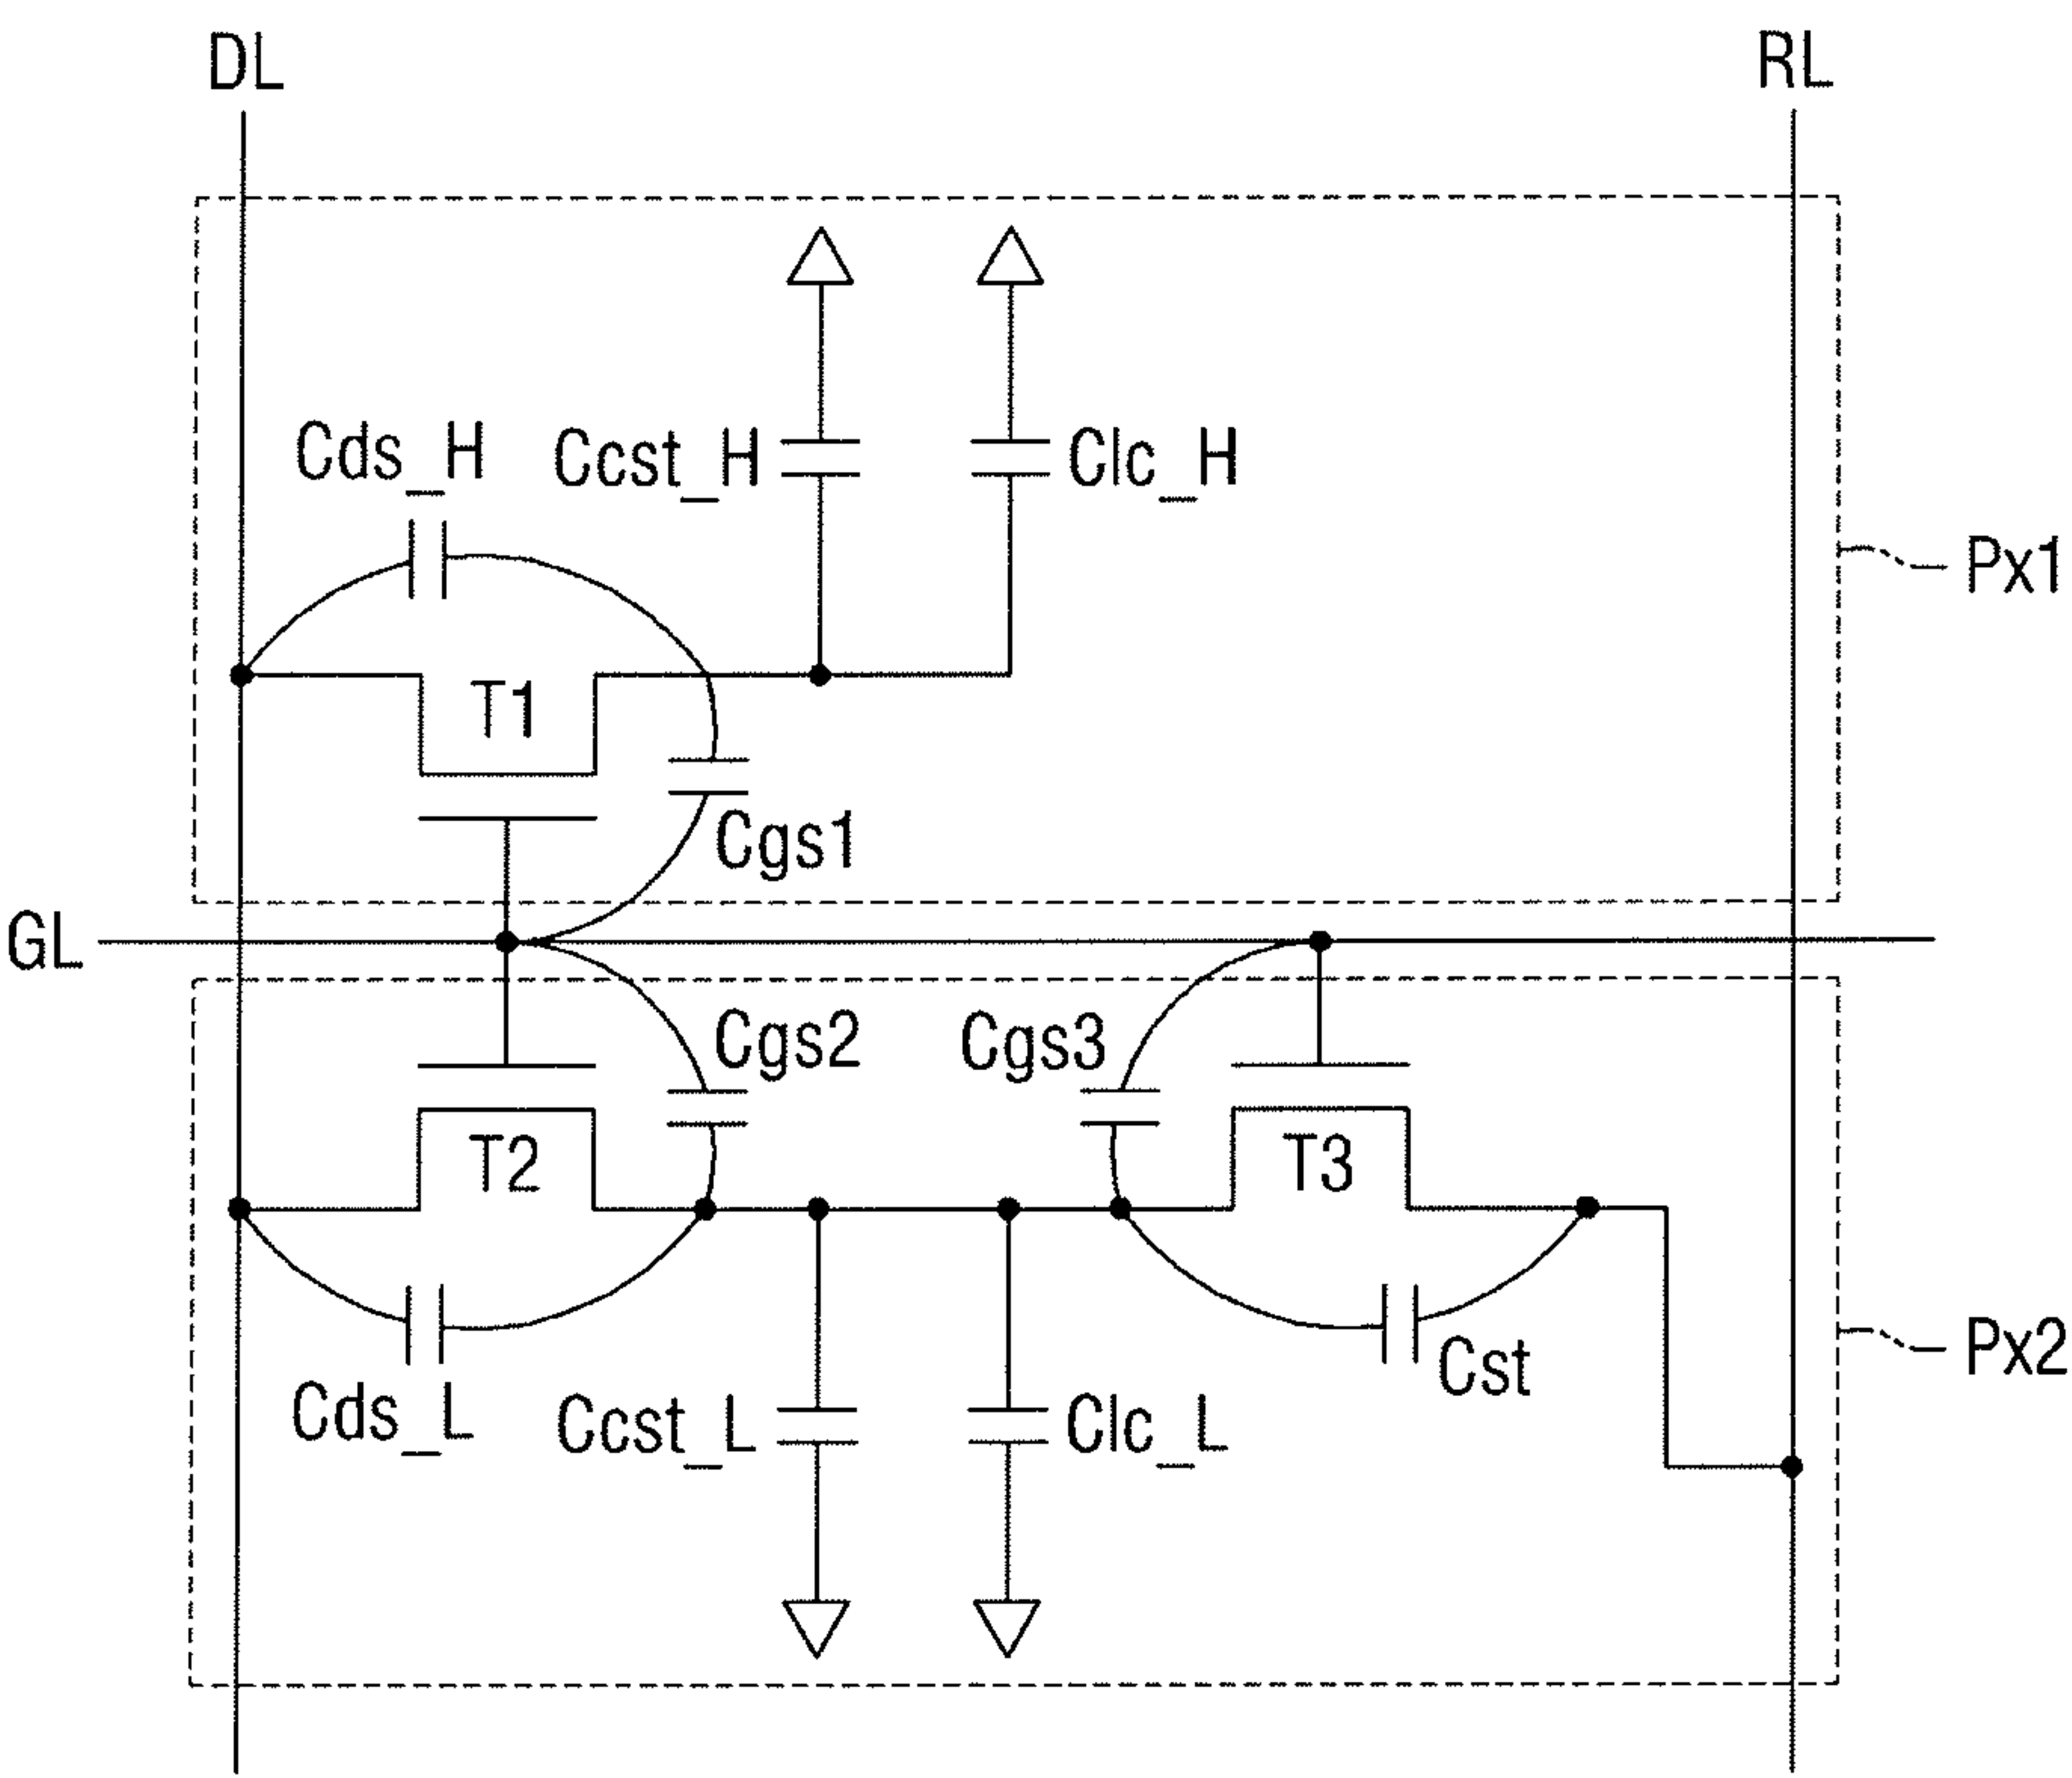 DL
RL
Cds_H
Ccst_H
Clc_H
Px1
T1
Cgs1
GL
Cgs2
Cgs3
T2
T3
Cst
Px2
Cds_L
Ccst_L
Clc_L